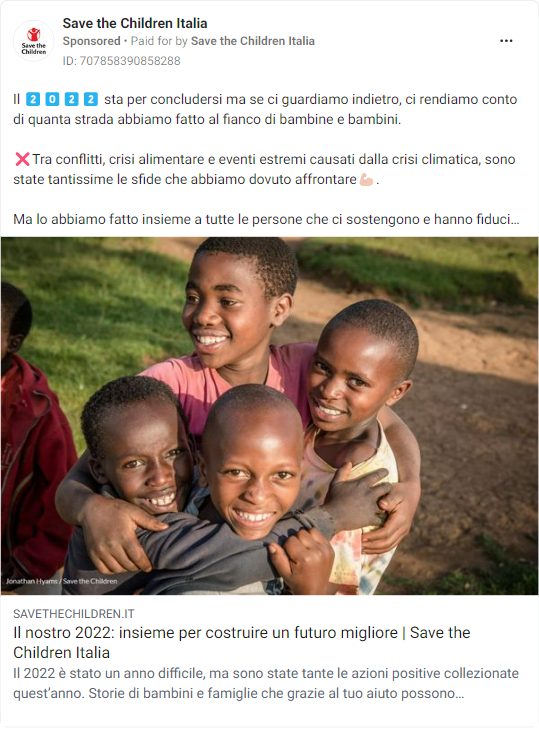 Save the Children Italia
Sponsored • Paid for by Save the Children Italia
ID: 707858390858288
Save the
Children
Il 2️⃣ 0️⃣ 2️⃣ 2️⃣ sta per concludersi ma se ci guardiamo indietro, ci rendiamo conto
di quanta strada abbiamo fatto al fianco di bambine e bambini.
❌Tra conflitti, crisi alimentare e eventi estremi causati dalla crisi climatica, sono
state tantissime le sfide che abbiamo dovuto affrontare💪🏻.
Ma lo abbiamo fatto insieme a tutte le persone che ci sostengono e hanno fiduci...
Jonathan Hyams / Save the Children
SAVETHECHILDREN.IT
Il nostro 2022: insieme per costruire un futuro migliore | Save the
Children Italia
Il 2022 è stato un anno difficile, ma sono state tante le azioni positive collezionate
quest’anno. Storie di bambini e famiglie che grazie al tuo aiuto possono...